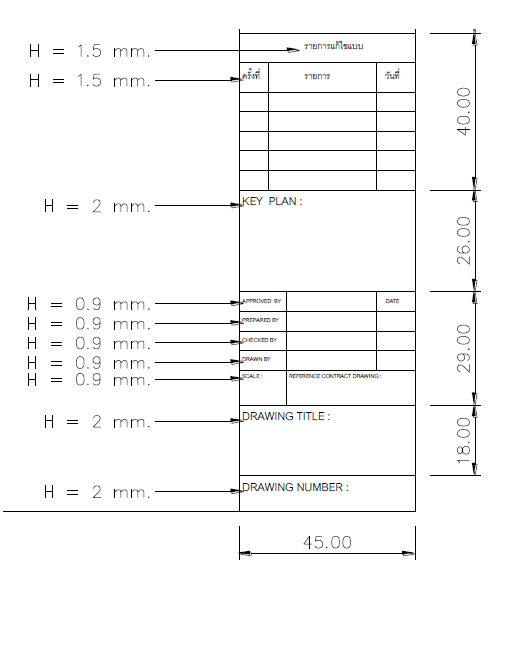 H = 1.5 mm. รายการแก้ไขแบบ
H = 1.5 mm. ครั้งที่ รายการ วันที่
40.00
H = 2 mm. KEY PLAN :
26.00
H = 0.9 mm. APPROVED BY DATE
H = 0.9 mm. PREPARED BY
H = 0.9 mm. CHECKED BY
29.00
H = 0.9 mm. DRAWN BY
H = 0.9 mm. SCALE : REFERENCE CONTRACT DRAWING :
H = 2 mm. DRAWING TITLE :
18.00
H = 2 mm. DRAWING NUMBER :
45.00